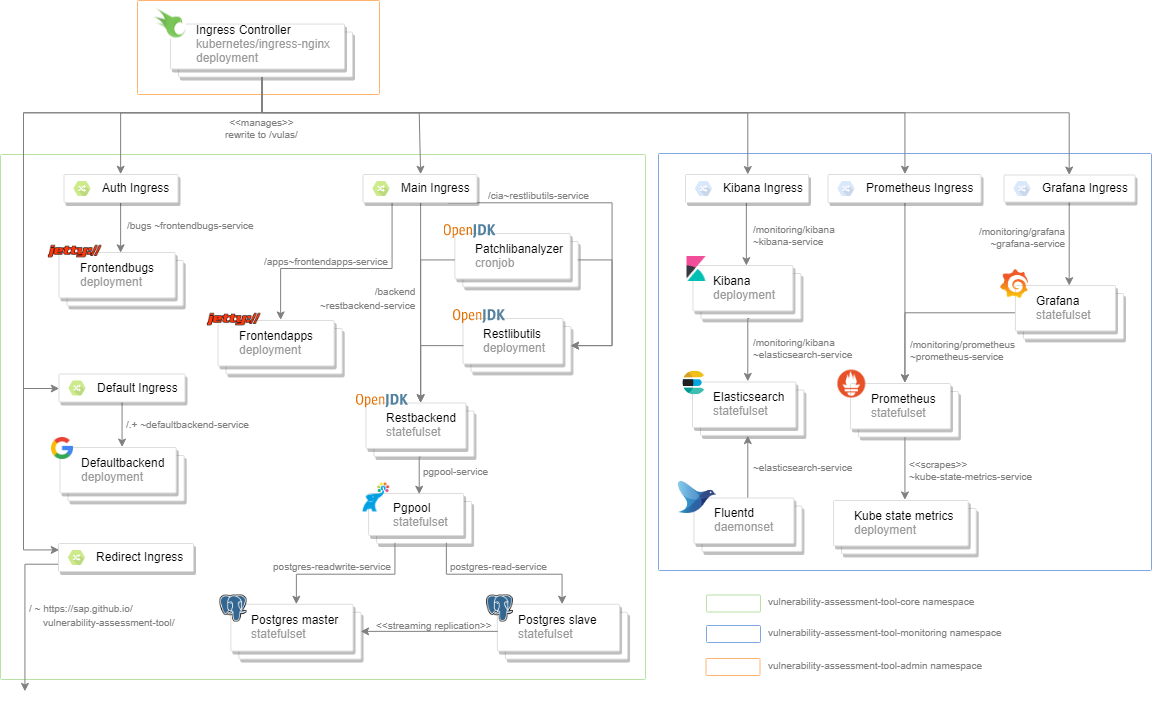 Ingress Controller
kubernetes/ingress-nginx
deployment
<<manages>>
rewrite to /vulas/
Auth Ingress
Main Ingress
Kibana Ingress
Prometheus Ingress
Grafana Ingress
/cia~restlibutils-service
/bugs ~frontendbugs-service
OpenJDK
Patchlibanalyzer
cronjob
/monitoring/kibana
~kibana-service
/monitoring/grafana
~grafana-service
jetty://
Frontendbugs
deployment
/apps~frontendapps-service
Kibana
deployment
/backend
~restbackend-service
Grafana
statefulset
jetty://
Frontendapps
deployment
OpenJDK
Restlibutils
deployment
/monitoring/kibana
~elasticsearch-service
/monitoring/prometheus
~prometheus-service
Default Ingress
OpenJDK
Restbackend
statefulset
Elasticsearch
statefulset
Prometheus
statefulset
/.+ ~defaultbackend-service
Defaultbackend
deployment
pgpool-service
~elasticsearch-service
<<scrapes>>
~kube-state-metrics-service
Pgpool
statefulset
Fluentd
daemonset
Kube state metrics
deployment
Redirect Ingress
postgres-readwrite-service
postgres-read-service
/ ~ https://sap.github.io/
vulnerability-assessment-tool/
Postgres master
statefulset
<<streaming replication>>
Postgres slave
statefulset
vulnerability-assessment-tool-core namespace
vulnerability-assessment-tool-monitoring namespace
vulnerability-assessment-tool-admin namespace